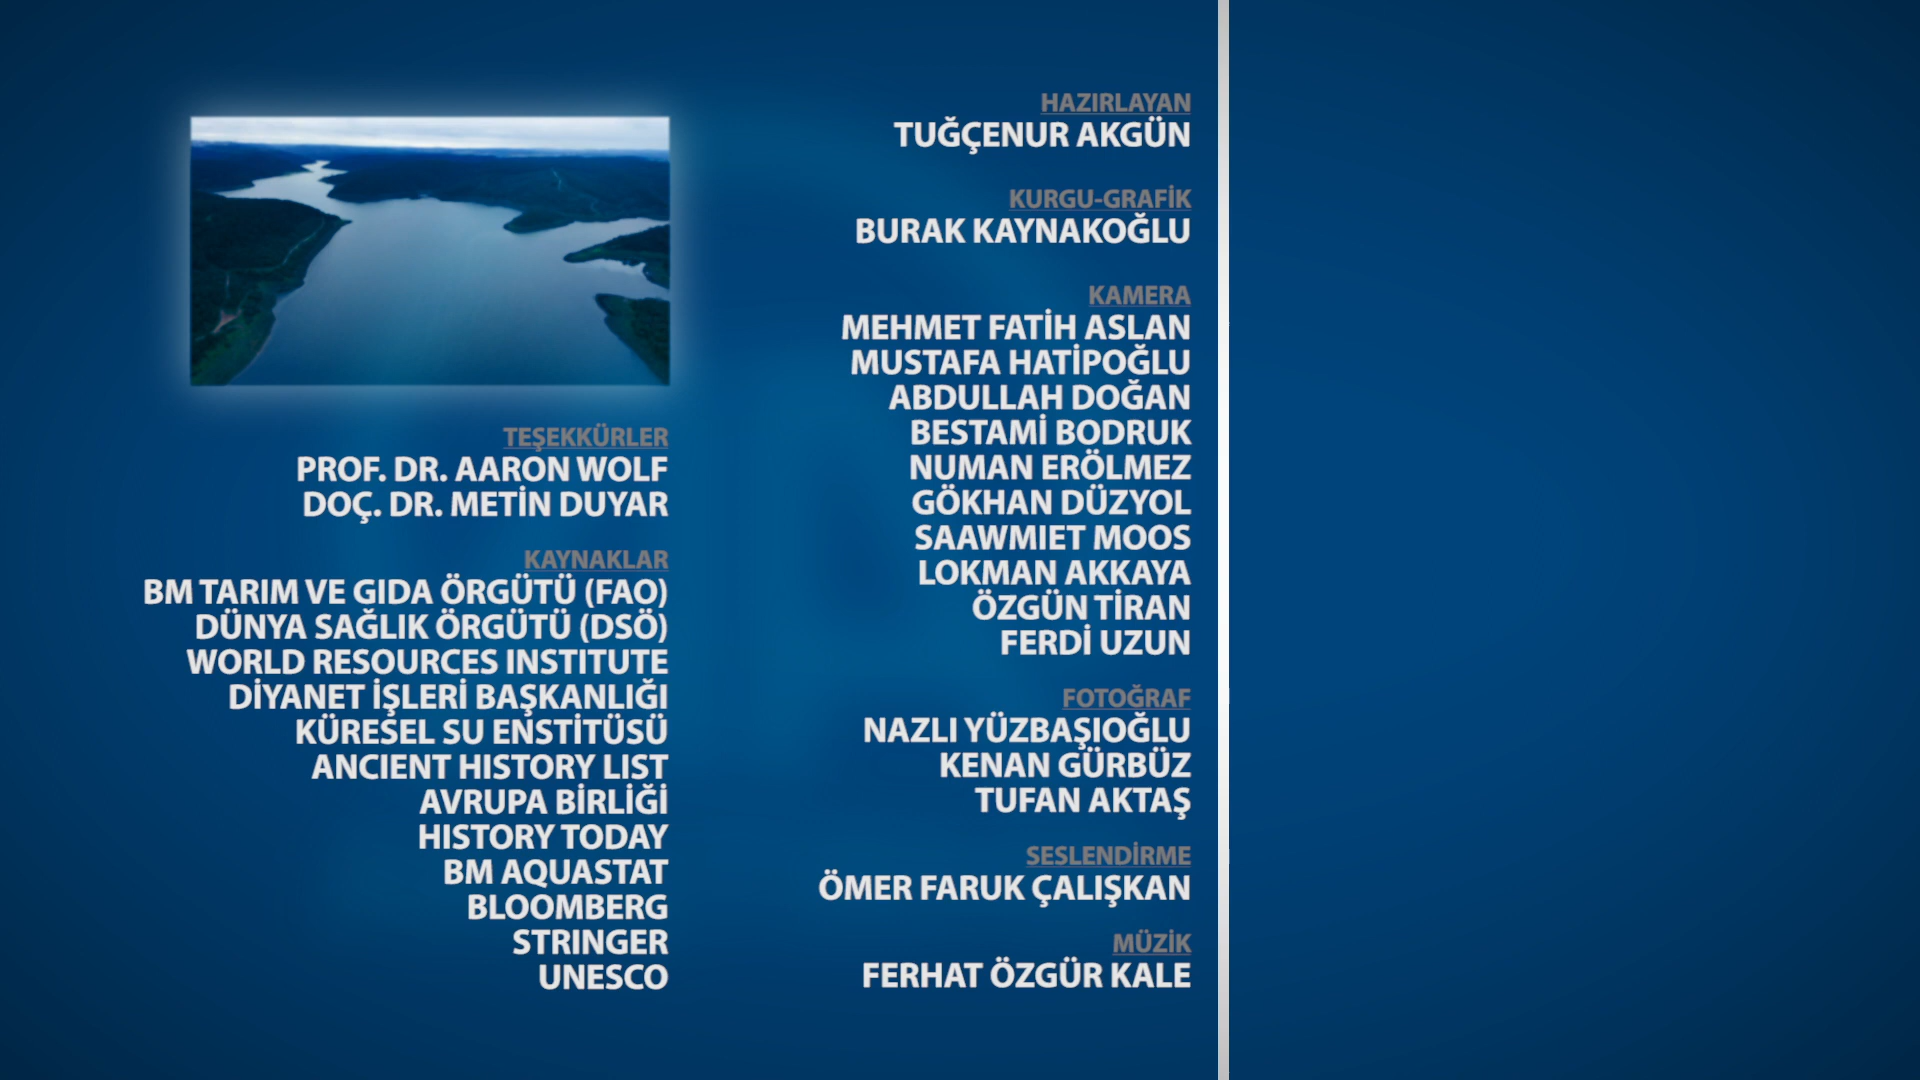 TEŞEKKÜRLER
PROF. DR. AARON WOLF
DOÇ. DR. METİN DUYAR
KAYNAKLAR
BM TARIM VE GIDA ÖRGÜTÜ (FAO)
DÜNYA SAĞLIK ÖRGÜTÜ (DSÖ)
WORLD RESOURCES INSTITUTE
DİYANET İŞLERİ BAŞKANLIĞI
KÜRESEL SU ENSTİTÜSÜ
ANCIENT HISTORY LIST
AVRUPA BİRLİĞİ
HISTORY TODAY
BM AQUASTAT
BLOOMBERG
STRINGER
UNESCO
HAZIRLAYAN
TUĞÇENUR AKGÜN
KURGU-GRAFİK
BURAK KAYNAKOĞLU
KAMERA
MEHMET FATİH ASLAN
MUSTAFA HATİPOĞLU
ABDULLAH DOĞAN
BESTAMİ BODRUK
NUMAN ERÖLMEZ
GÖKHAN DÜZYOL
SAAWMIET MOOS
LOKMAN AKKAYA
ÖZGÜN TİRAN
FERDİ UZUN
FOTOĞRAF
NAZLI YÜZBAŞIOĞLU
KENAN GÜRBÜZ
TUFAN AKTAŞ
SESLENDİRME
ÖMER FARUK ÇALIŞKAN
MÜZİK
FERHAT ÖZGÜR KALE